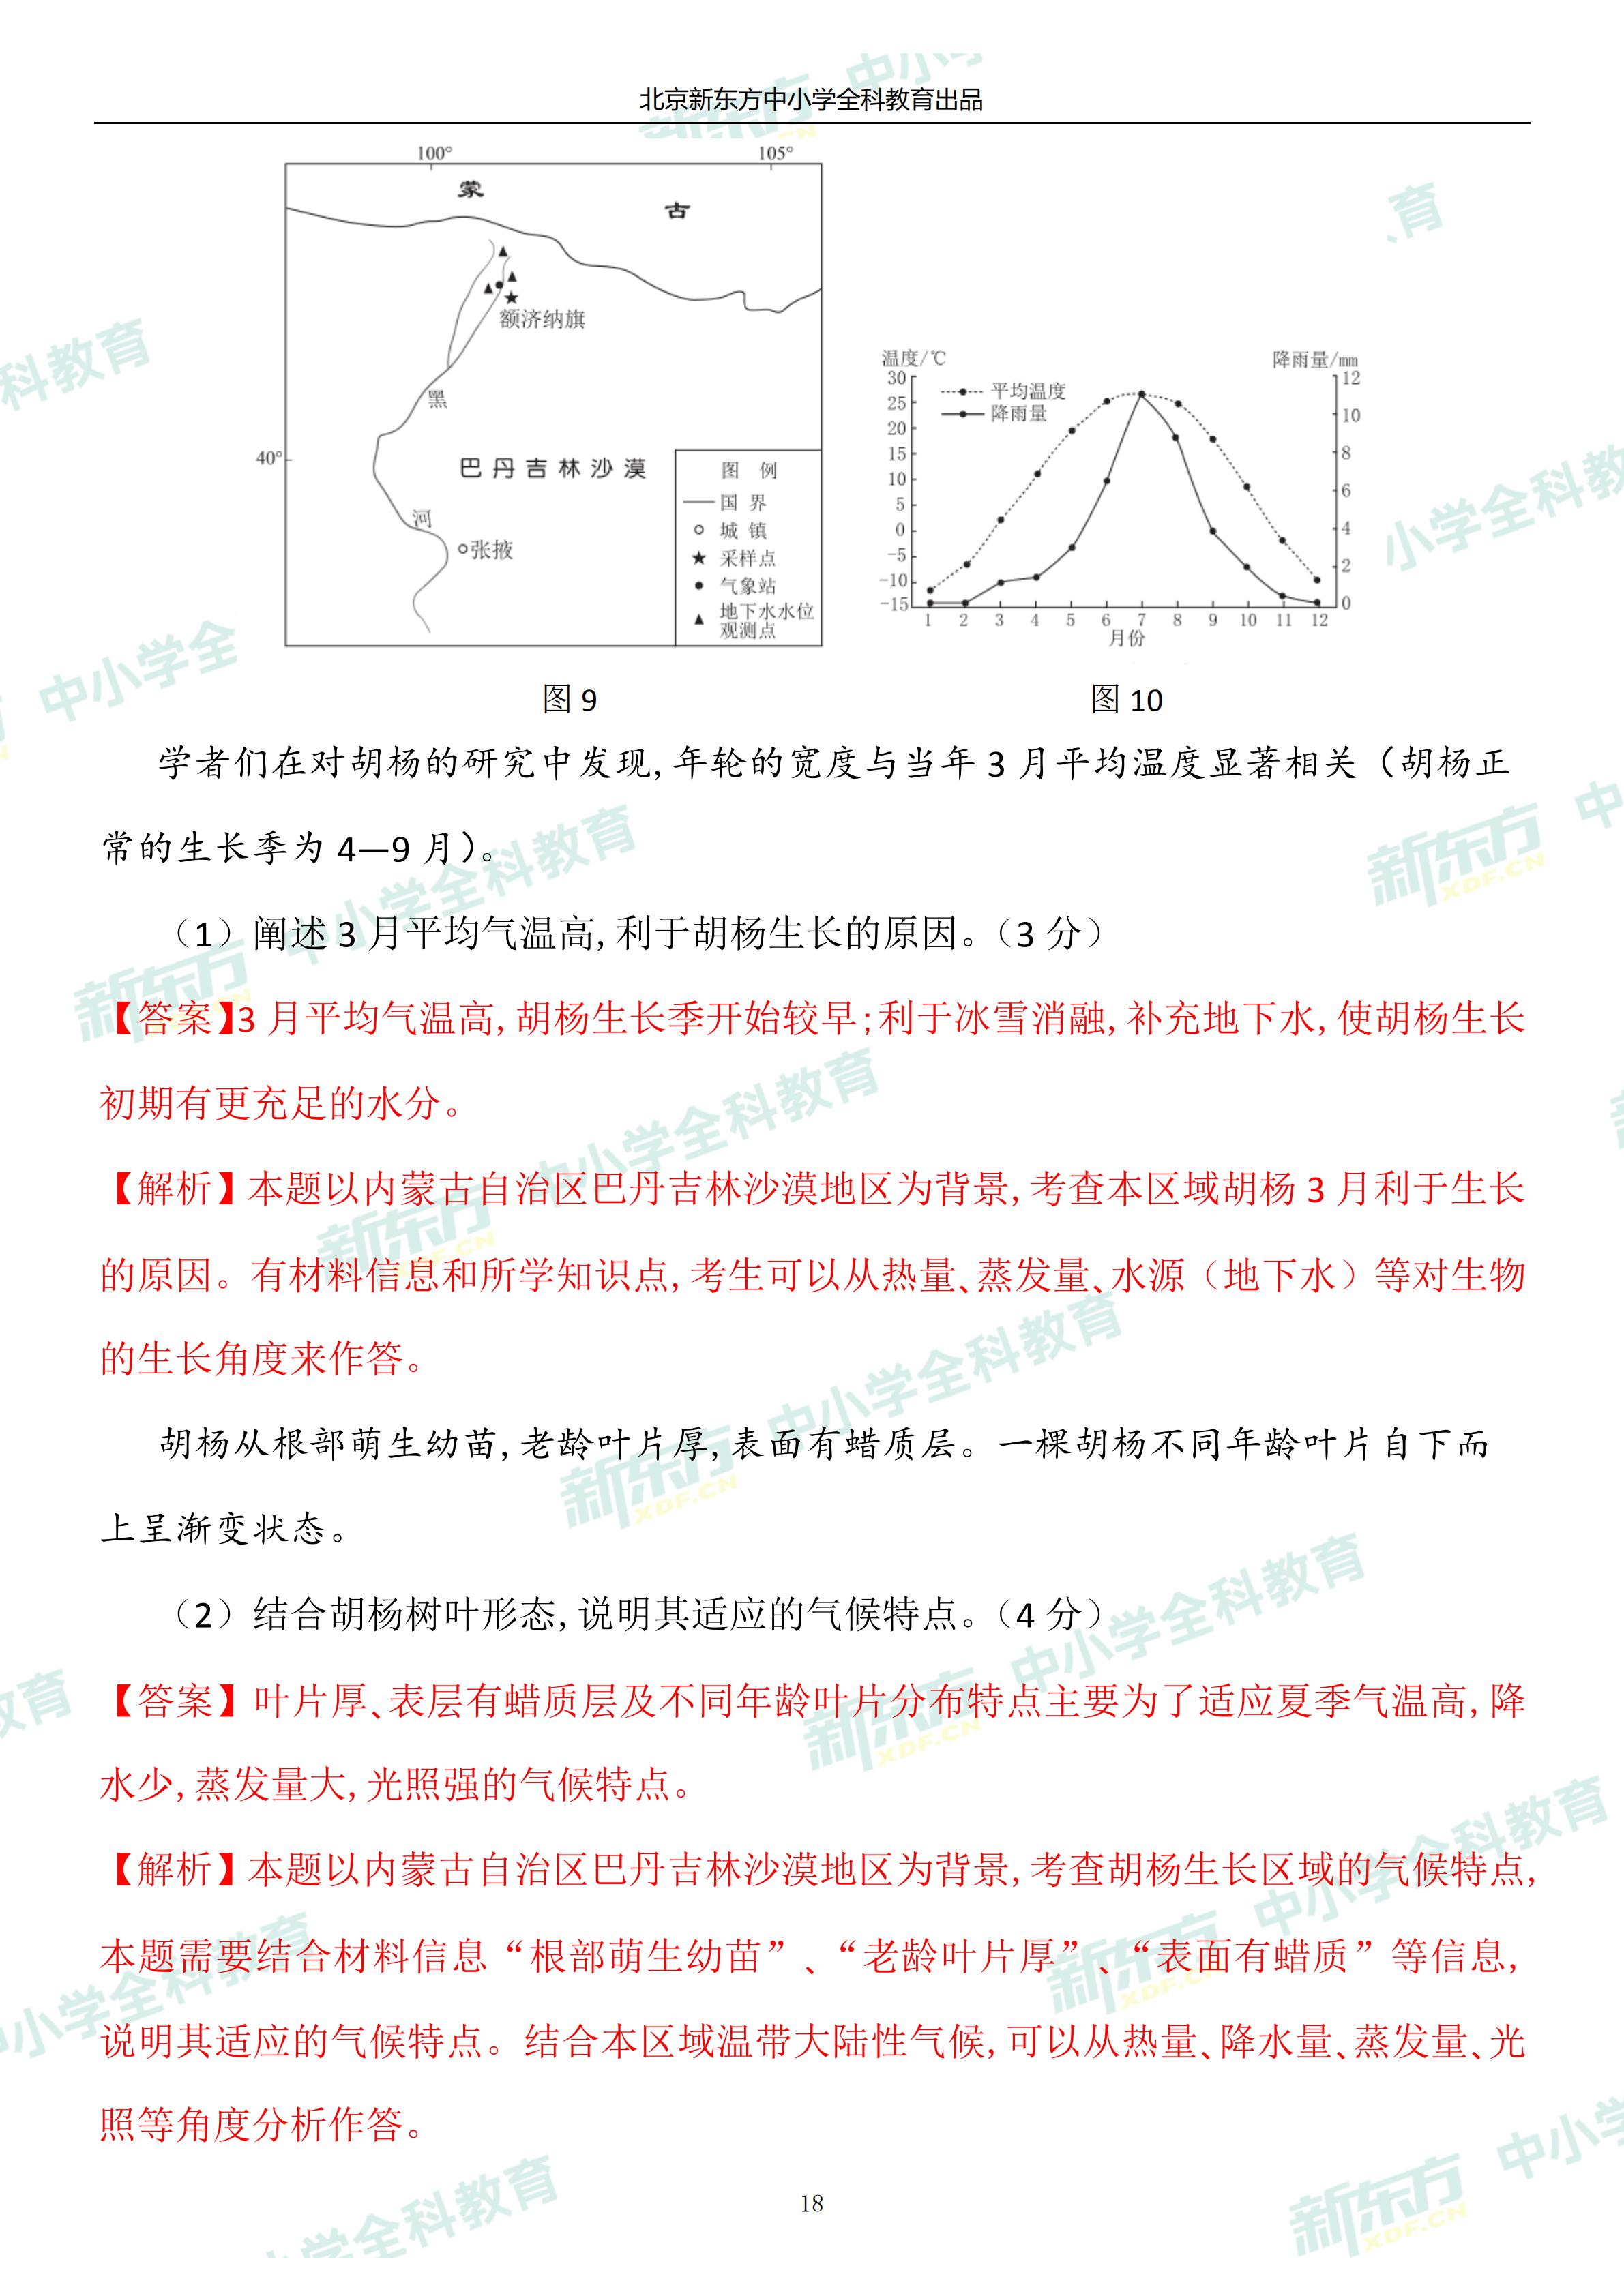 北京新东方中小学全科教育出品
100° 105°
蒙
古
额济纳旗
黑
40°
巴丹吉林沙漠
河
张掖
图 例
国 界
城 镇
采样点
气象站
地下水水位
观测点
温度/℃ 降雨量/mm
30 12
25 10
20 8
15 6
10 4
5 2
0 0
-5
-10
-15
平均温度
降雨量
1 2 3 4 5 6 7 8 9 10 11 12
月份
图 9 图 10
学者们在对胡杨的研究中发现,年轮的宽度与当年 3 月平均温度显著相关（胡杨正
常的生长季为 4—9 月）。
（1）阐述 3 月平均气温高,利于胡杨生长的原因。（3 分）
【答案】3 月平均气温高,胡杨生长季开始较早;利于冰雪消融,补充地下水,使胡杨生长
初期有更充足的水分。
【解析】本题以内蒙古自治区巴丹吉林沙漠地区为背景,考查本区域胡杨 3 月利于生长
的原因。有材料信息和所学知识点,考生可以从热量、蒸发量、水源（地下水）等对生物
的生长角度来作答。
胡杨从根部萌生幼苗,老龄叶片厚,表面有蜡质层。一棵胡杨不同年龄叶片自下而
上呈渐变状态。
（2）结合胡杨树叶形态,说明其适应的气候特点。（4 分）
【答案】叶片厚、表层有蜡质层及不同年龄叶片分布特点主要为了适应夏季气温高,降
水少,蒸发量大,光照强的气候特点。
【解析】本题以内蒙古自治区巴丹吉林沙漠地区为背景,考查胡杨生长区域的气候特点,
本题需要结合材料信息“根部萌生幼苗”、“老龄叶片厚”、“表面有蜡质”等信息,
说明其适应的气候特点。结合本区域温带大陆性气候,可以从热量、降水量、蒸发量、光
照等角度分析作答。
18
新东方 XDF.CN 中小学全科教育